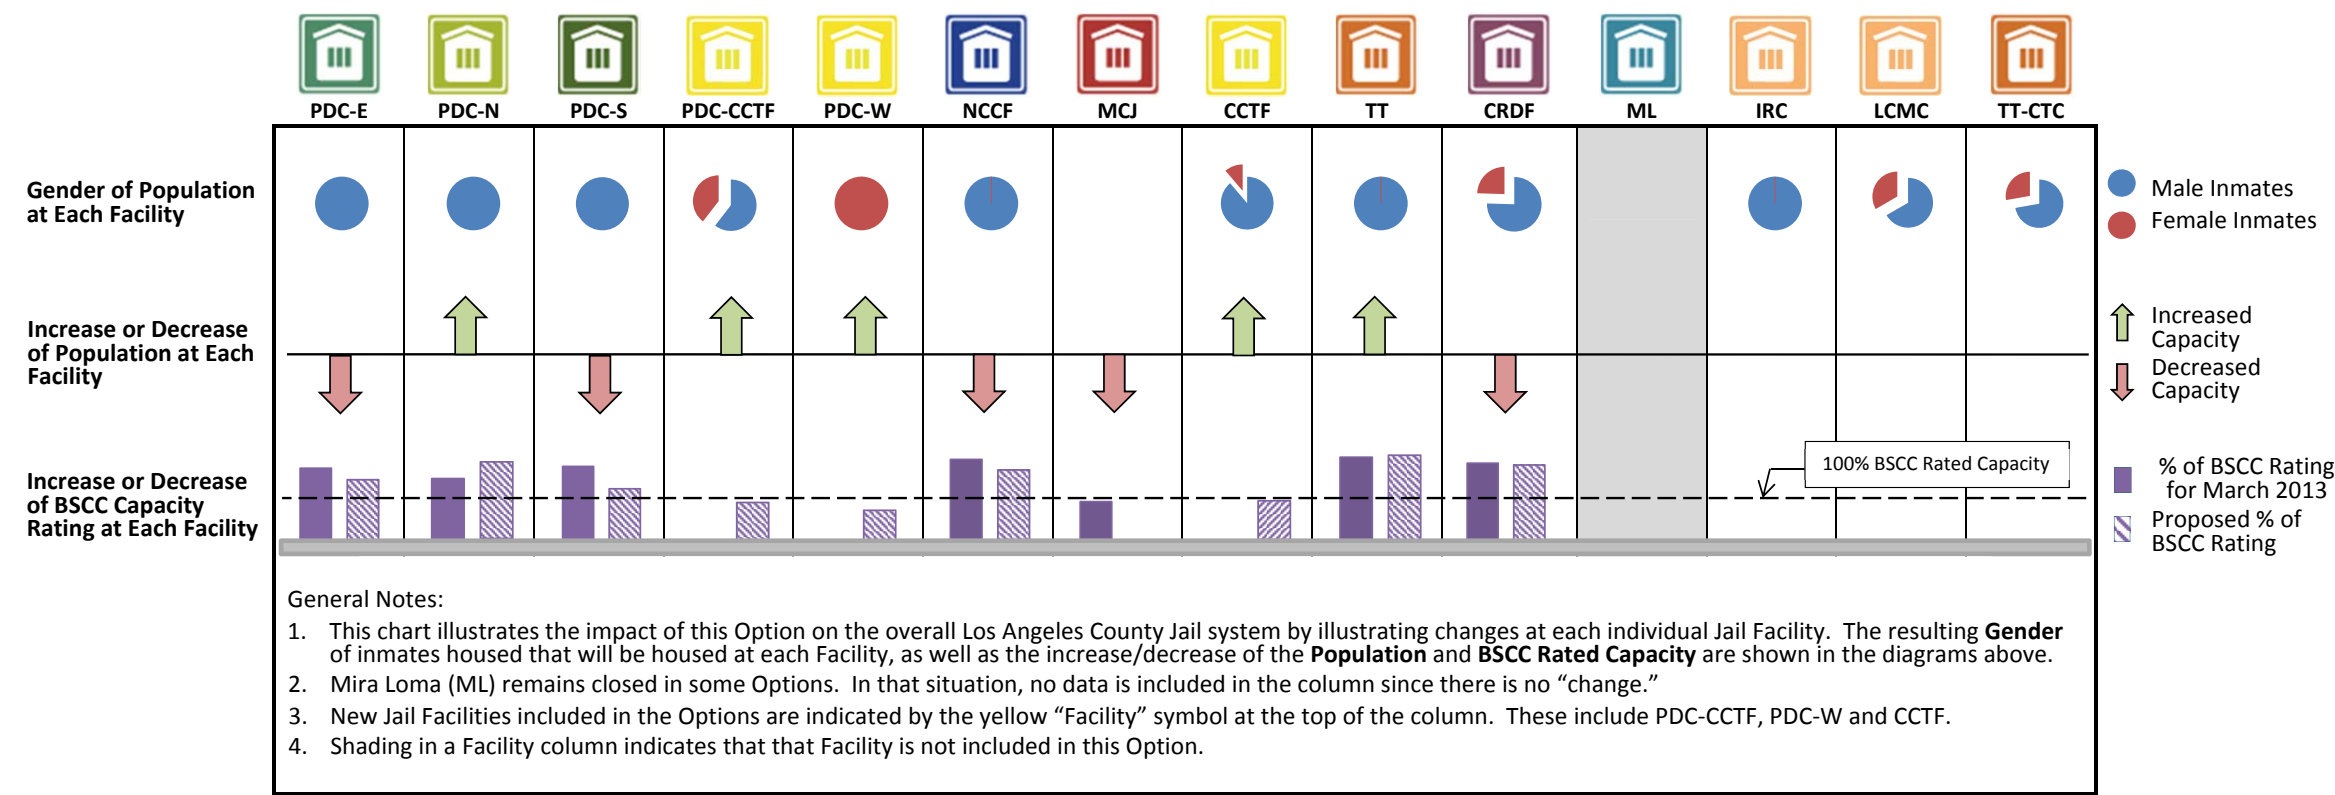 PDC-E PDC-N PDC-S PDC-CCTF PDC-W NCCF MCJ CCTF TT CRDF ML IRC LCMC TT-CTC
Gender of Population
at Each Facility
Male Inmates
Female Inmates
Increase or Decrease
of Population at Each
Facility
Increased
Capacity
Decreased
Capacity
Increase or Decrease
of BSCC Capacity
Rating at Each Facility
100% BSCC Rated Capacity
% of BSCC Rating
for March 2013
Proposed % of
BSCC Rating
General Notes:
1. This chart illustrates the impact of this Option on the overall Los Angeles County Jail system by illustrating changes at each individual Jail Facility. The resulting Gender
of inmates housed that will be housed at each Facility, as well as the increase/decrease of the Population and BSCC Rated Capacity are shown in the diagrams above.
2. Mira Loma (ML) remains closed in some Options. In that situation, no data is included in the column since there is no “change.”
3. New Jail Facilities included in the Options are indicated by the yellow “Facility” symbol at the top of the column. These include PDC-CCTF, PDC-W and CCTF.
4. Shading in a Facility column indicates that that Facility is not included in this Option.